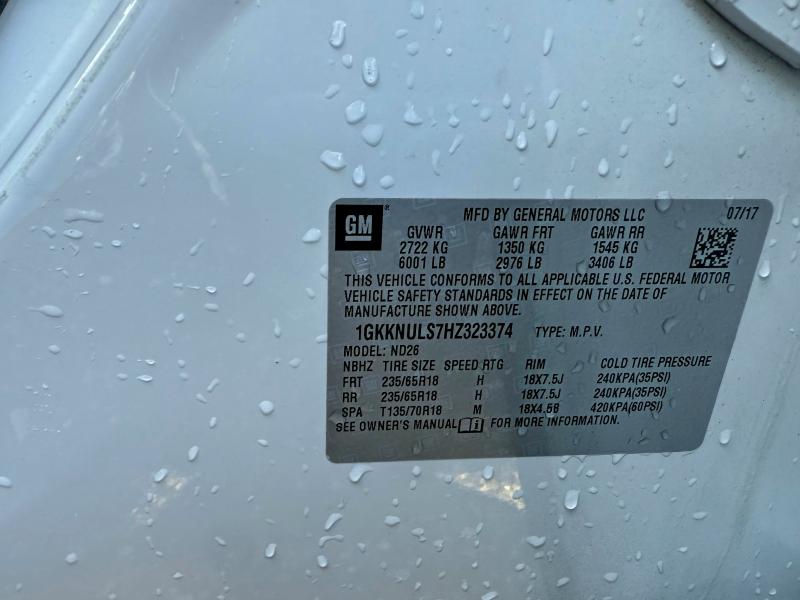 GM ® MFD BY GENERAL MOTORS LLC 07/17
GVWR GAWR FRT GAWR RR
2722 KG 1350 KG 1545 KG
6001 LB 2976 LB 3406 LB
THIS VEHICLE CONFORMS TO ALL APPLICABLE U.S. FEDERAL MOTOR
VEHICLE SAFETY STANDARDS IN EFFECT ON THE DATE OF
MANUFACTURE SHOWN ABOVE.
1GKKNULS7HZ323374 TYPE: M.P.V.
MODEL: ND26
NBHZ TIRE SIZE SPEED RTG RIM COLD TIRE PRESSURE
FRT 235/65R18 H 18X7.5J 240KPA(35PSI)
RR 235/65R18 H 18X7.5J 240KPA(35PSI)
SPA T135/70R18 M 18X4.5B 420KPA(60PSI)
SEE OWNER'S MANUAL FOR MORE INFORMATION.